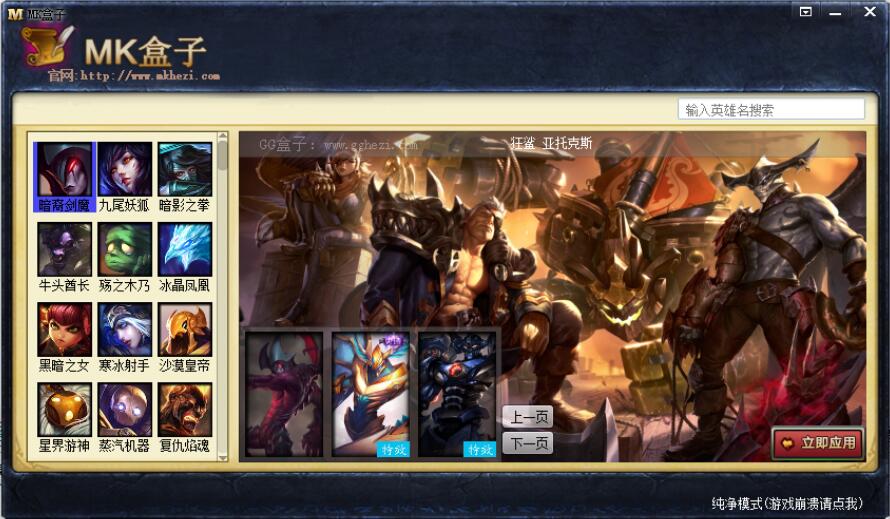 M MK盒子
MK盒子
官网:http://www.mkhezi.com
输入英雄名搜索
GG盒子：www.gghezi.com
狂鲨 亚托克斯
暗裔剑魔 九尾妖狐 暗影之拳
牛头酋长 殇之木乃 冰晶凤凰
黑暗之女 寒冰射手 沙漠皇帝
星界游神 蒸汽机器 复仇焰魂
特效 特效
上一页
下一页
立即应用
纯净模式(游戏崩溃请点我)